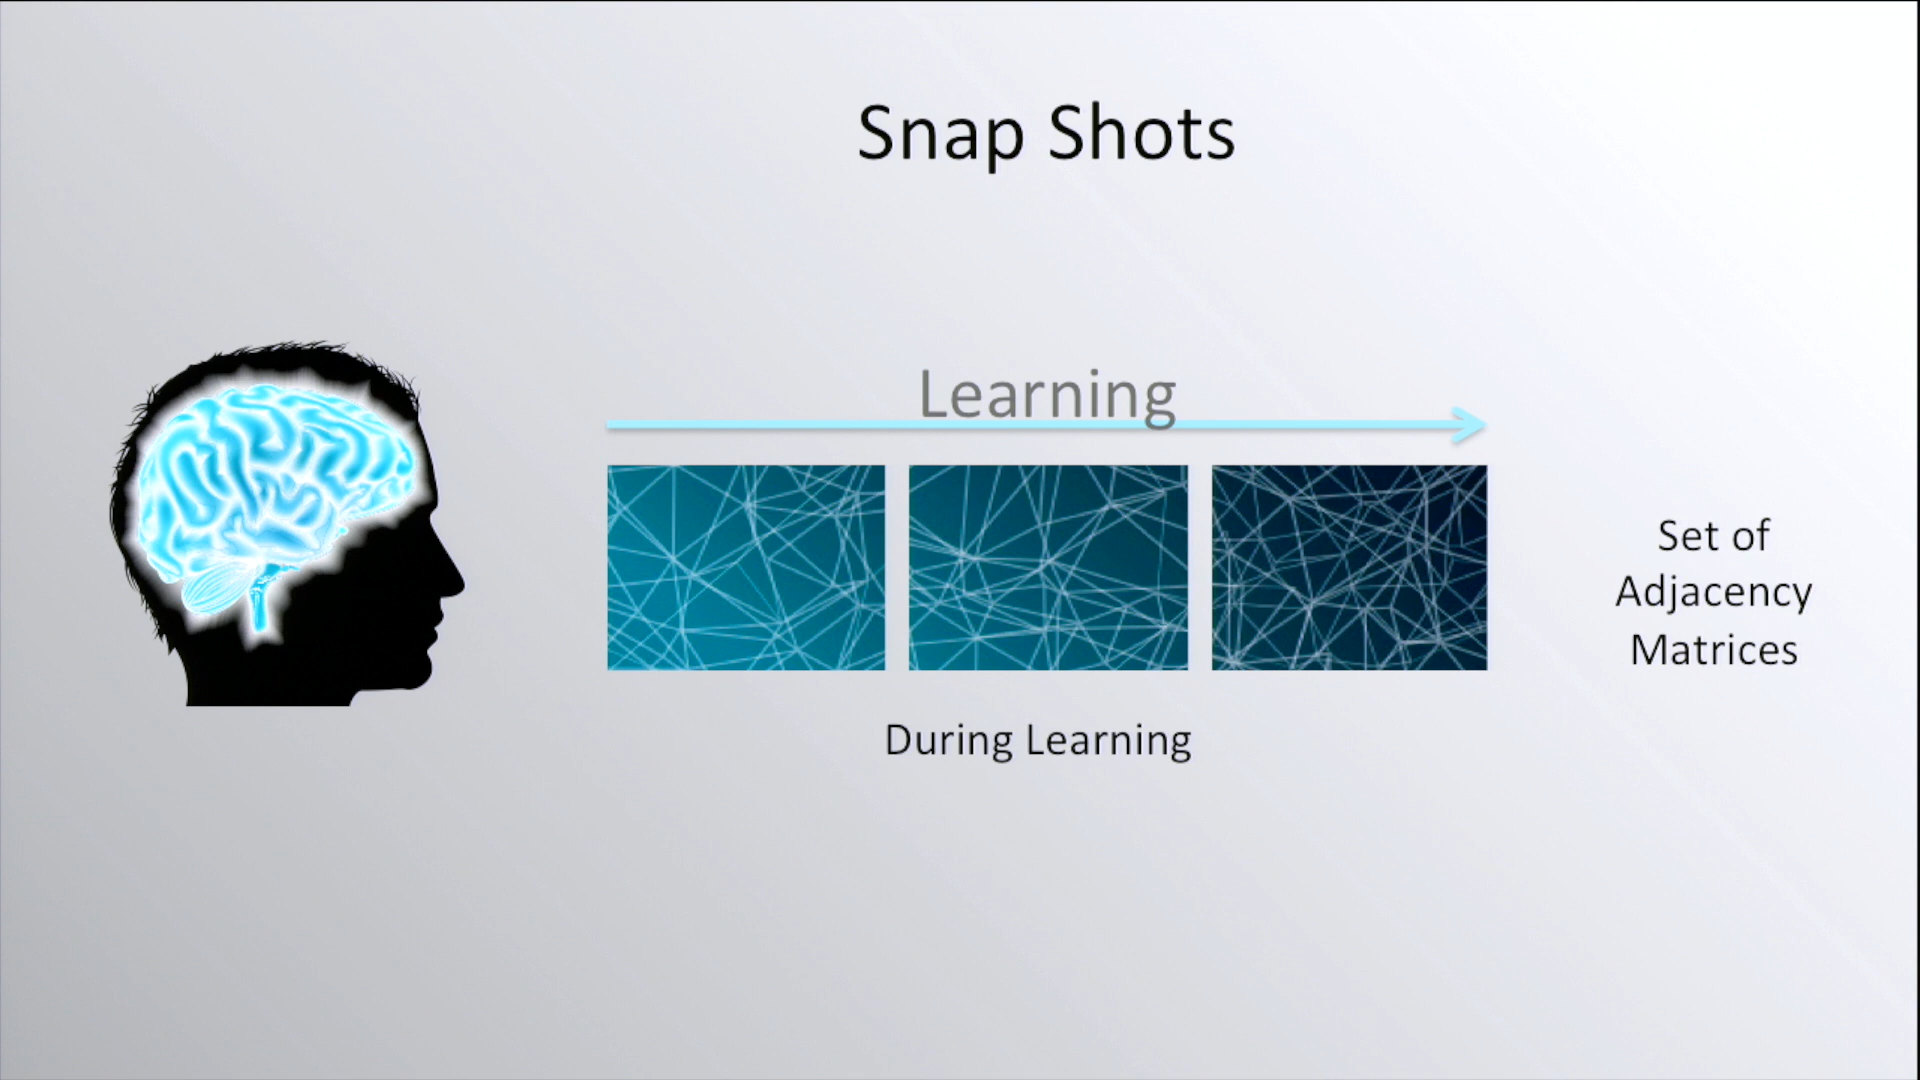 Snap Shots
Learning
Set of
Adjacency
Matrices
During Learning